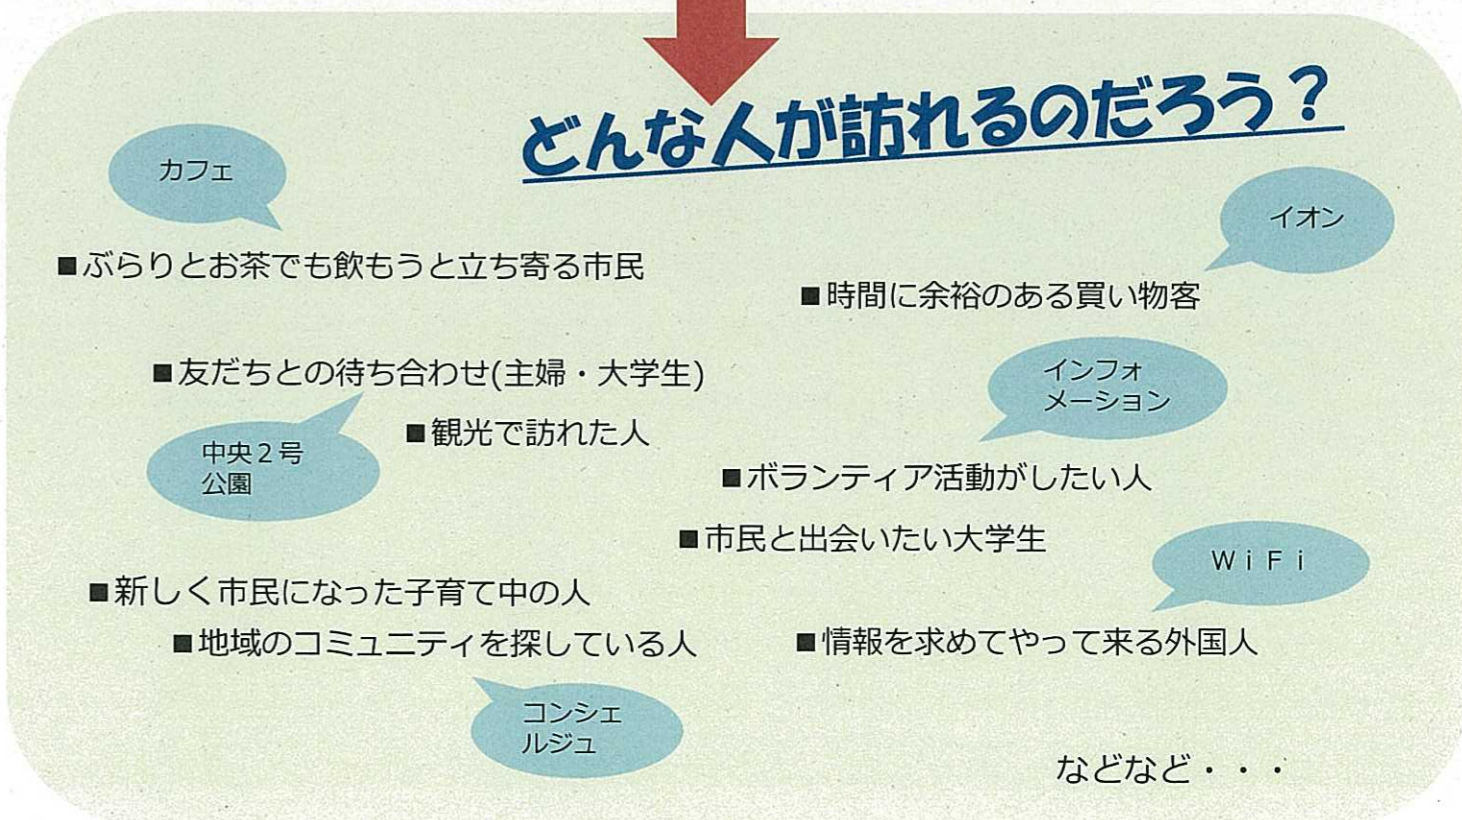 どんな人が訪れるのだろう？
カフェ
イオン
■ぶらりとお茶でも飲もうと立ち寄る市民
■時間に余裕のある買い物客
■友だちとの待ち合わせ(主婦・大学生)
インフォ
メーション
■観光で訪れた人
中央２号
公園
■ボランティア活動がしたい人
■市民と出会いたい大学生
ＷｉＦｉ
■新しく市民になった子育て中の人
■地域のコミュニティを探している人
■情報を求めてやって来る外国人
コンシェ
ルジュ
などなど・・・